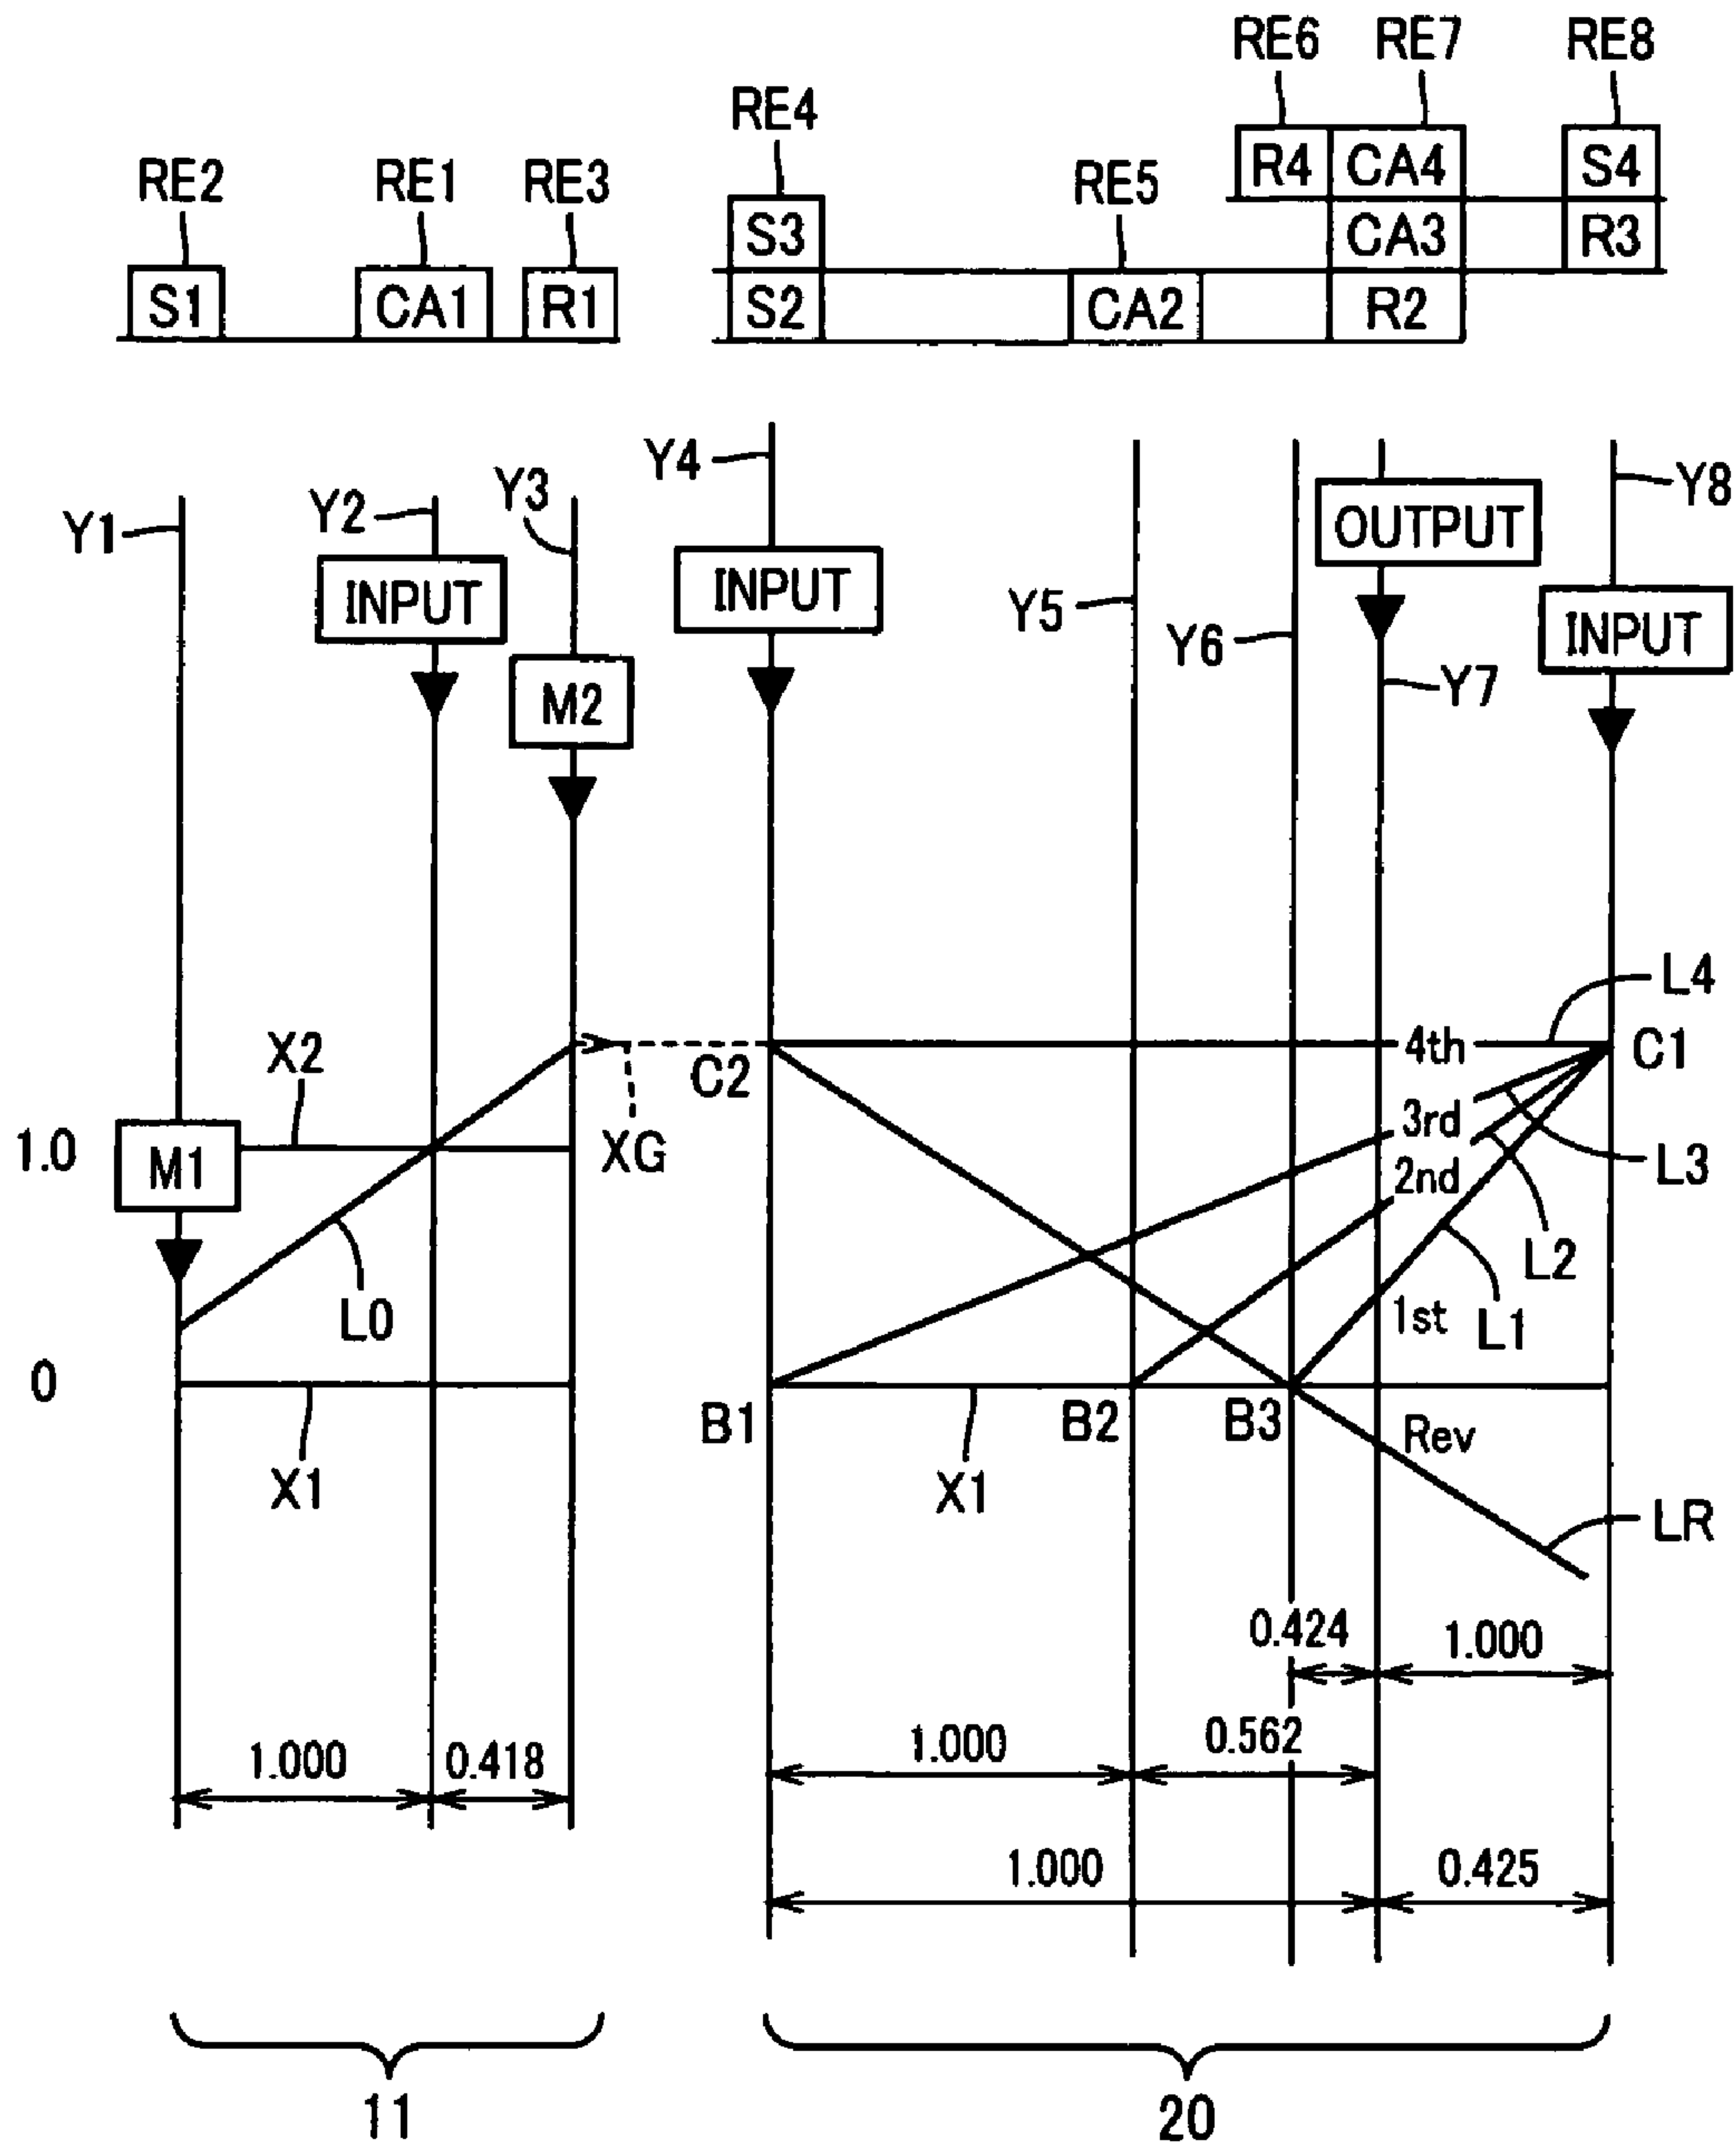 RE6 RE7 RE8
RE4
R4 CA4 S4
RE2 RE1 RE3 RE5
S3 CA3 R3
S1 CA1 R1 S2 CA2 R2
Y4
Y3 Y8
Y2
Y1 OUTPUT
INPUT INPUT Y5
INPUT
Y6
M2 Y7
L4
X2 4th C1
C2
3rd
1.0 M1 XG L3
2nd
L2
L0 1st L1
0
B1 B2 B3 Rev
X1 X1
LR
0.424 1.000
1.000 0.562
1.000 0.418
1.000 0.425
11 20